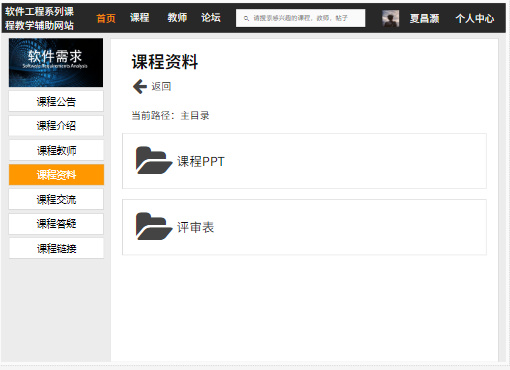 软件工程系列课
程教学辅助网站
首页 课程 教师 论坛 请搜索感兴趣的课程，教师，帖子 夏昌灏 个人中心
软件需求
Software Requirements Analysis
课程公告
课程介绍
课程教师
课程资料
课程交流
课程答疑
课程链接
课程资料
返回
当前路径：主目录
课程PPT
评审表